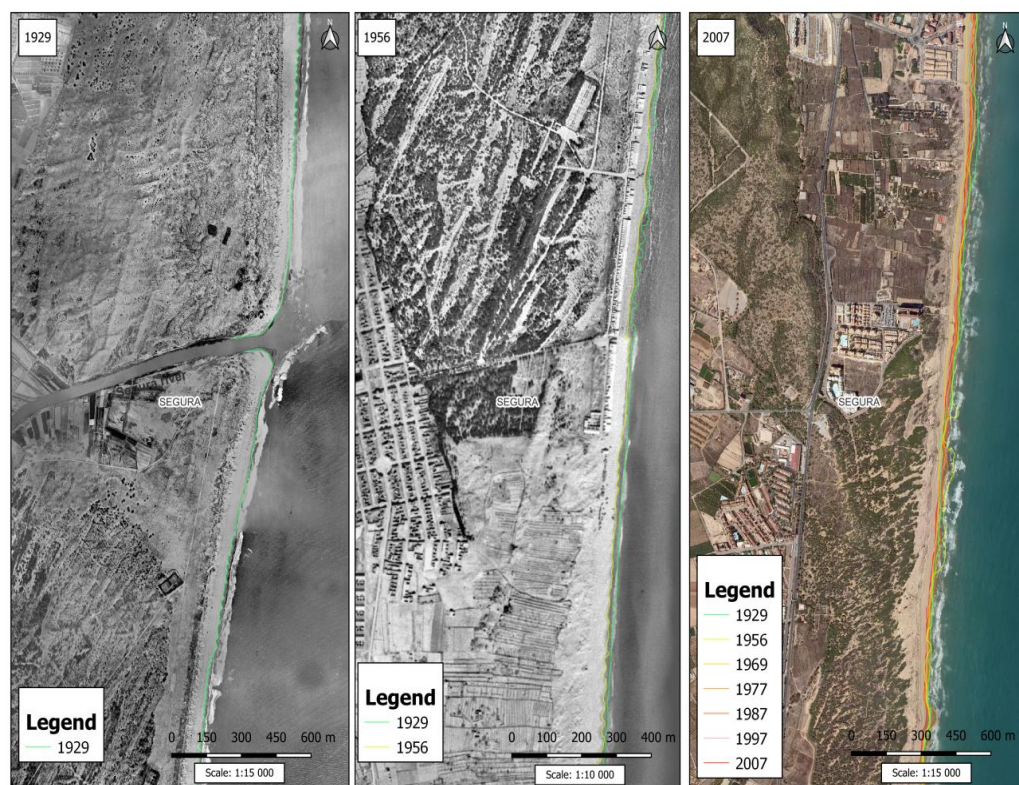 1929
N
Segura river
SEGURA
Legend
1929
0 150 300 450 600 m
Scale: 1:15 000
1956
N
SEGURA
Legend
1929
1956
0 100 200 300 400 m
Scale: 1:10 000
2007
N
SEGURA
Legend
1929
1956
1969
1977
1987
1997
2007
0 150 300 450 600 m
Scale: 1:15 000